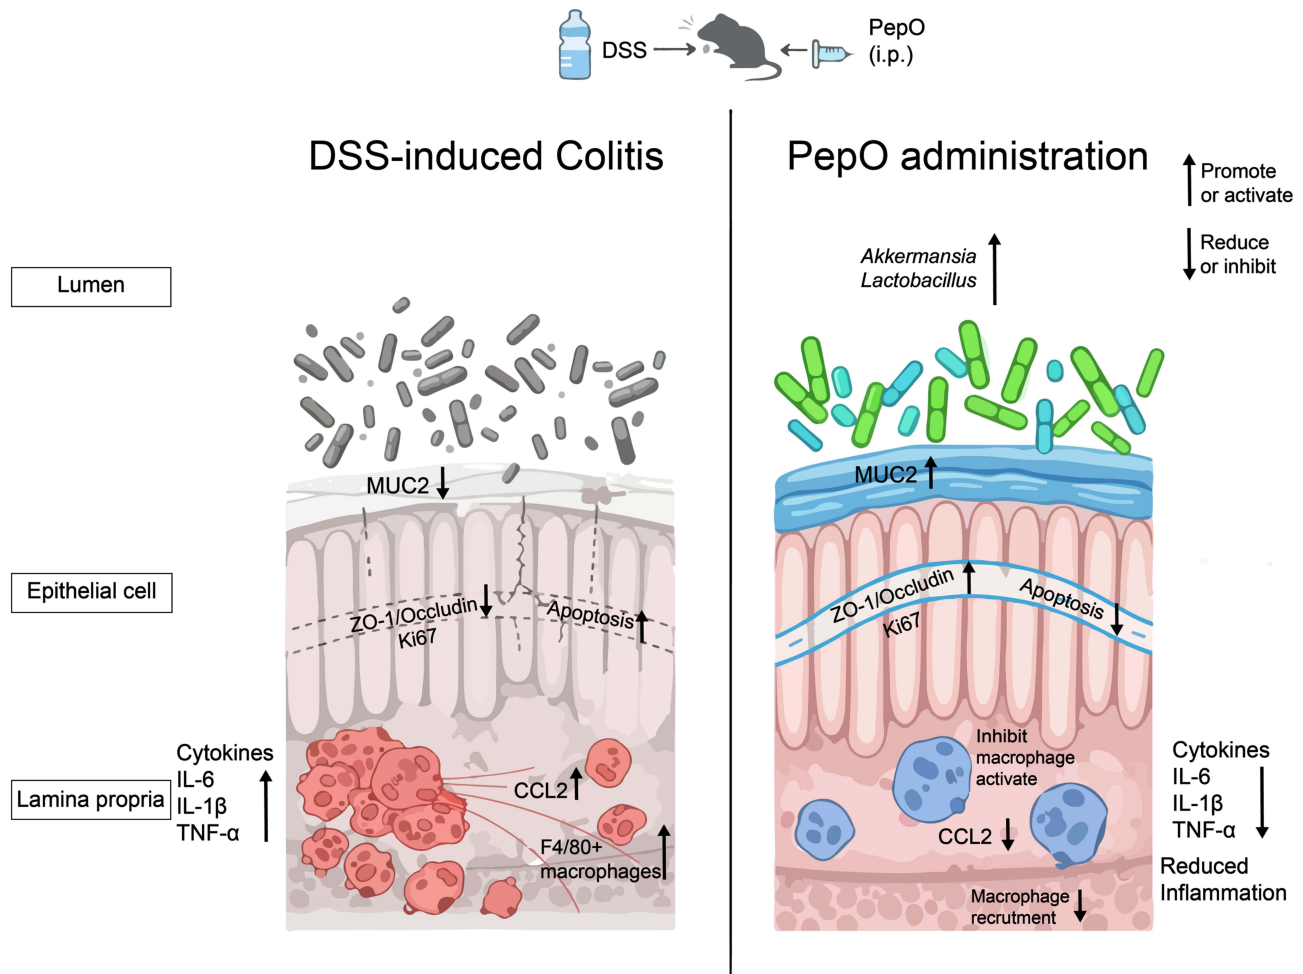 DSS
PepO
(i.p.)
DSS-induced Colitis
PepO administration
Promote
or activate
Reduce
or inhibit
Akkermansia
Lactobacillus
Lumen
MUC2
MUC2
Epithelial cell
ZO-1/Occludin
Ki67
Apoptosis
ZO-1/Occludin
Ki67
Apoptosis
Lamina propria
Cytokines
IL-6
IL-1β
TNF-α
CCL2
F4/80+
macrophages
Inhibit
macrophage
activate
CCL2
Macrophage
recrutment
Cytokines
IL-6
IL-1β
TNF-α
Reduced
Inflammation